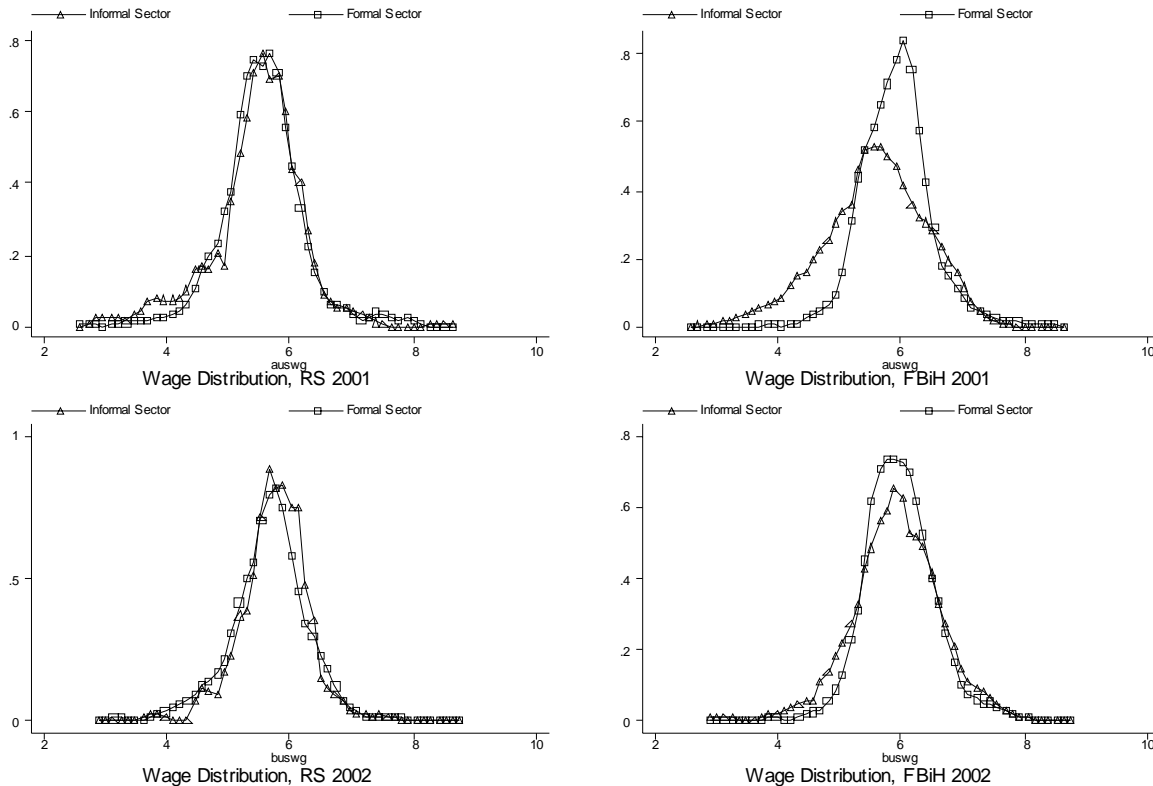 Informal Sector Formal Sector
.8
.6
.4
.2
0
2 4 6 8 10
auswg
Wage Distribution, RS 2001
Informal Sector Formal Sector
.8
.6
.4
.2
0
2 4 6 8 10
auswg
Wage Distribution, FBiH 2001
Informal Sector Formal Sector
1
.5
0
2 4 6 8 10
buswg
Wage Distribution, RS 2002
Informal Sector Formal Sector
.8
.6
.4
.2
0
2 4 6 8 10
buswg
Wage Distribution, FBiH 2002